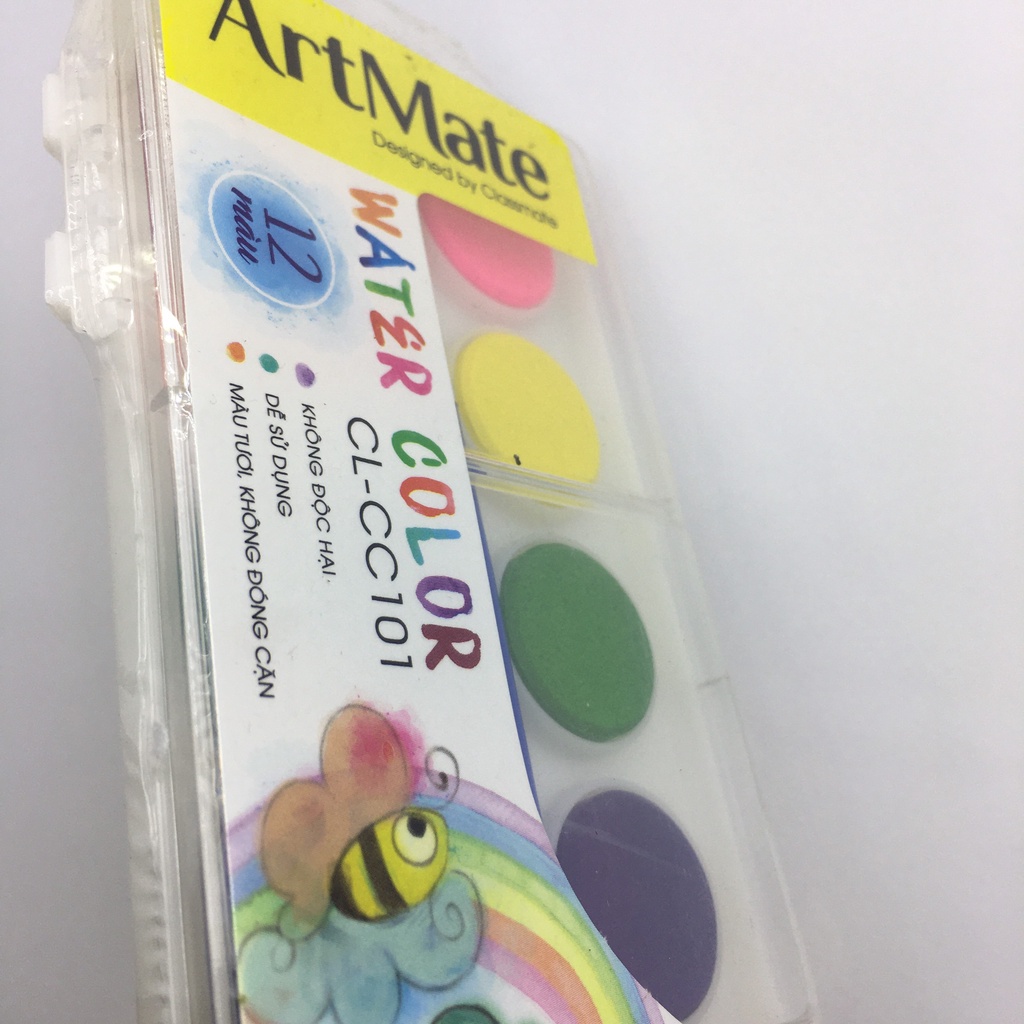 ArtMate
Designed by Classmate
WATER COLOR
CL-CC101
12
màu
KHÔNG ĐỘC HẠI
DỄ SỬ DỤNG
MÀU TƯƠI, KHÔNG ĐÓNG CẶN